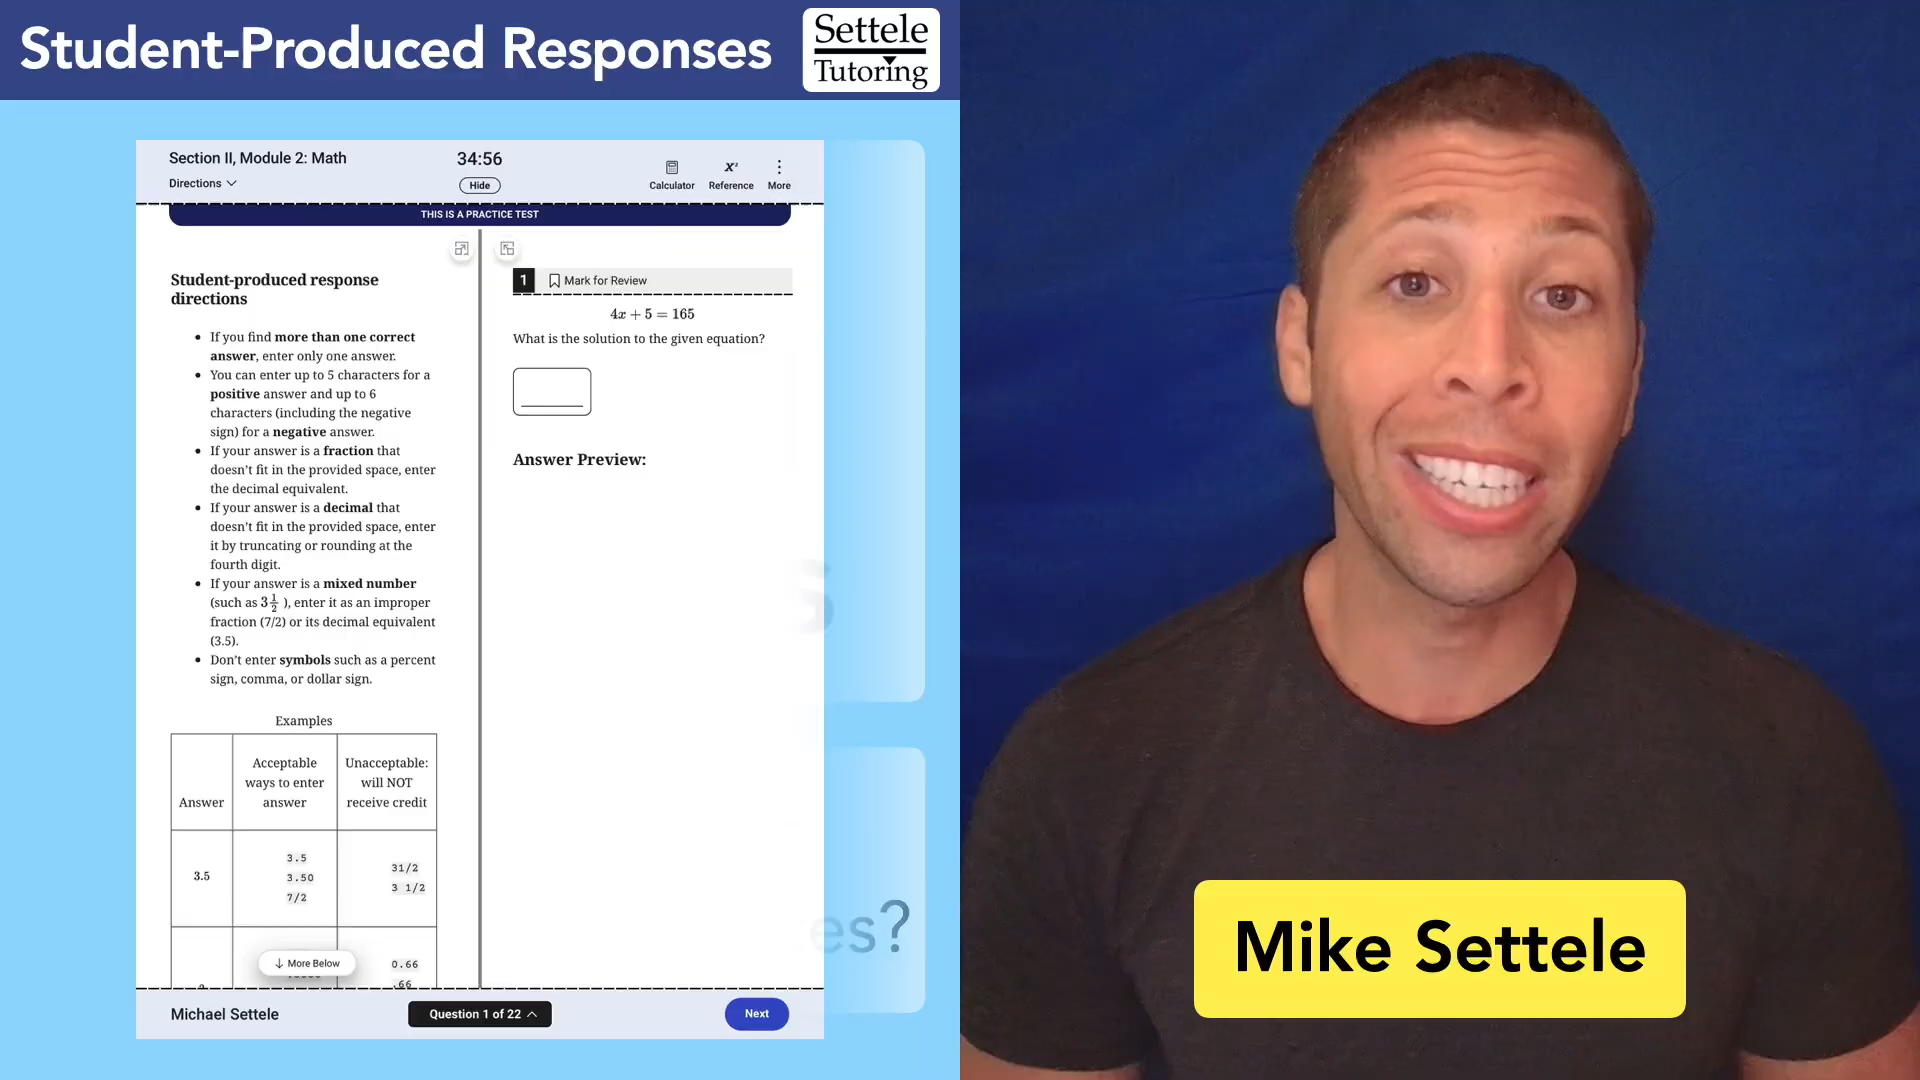 Student-Produced Responses
Settele
Tutoring
Section II, Module 2: Math
Directions
34:56
Hide
Calculator
x²
Reference
More
THIS IS A PRACTICE TEST
Student-produced response
directions
• If you find more than one correct
answer, enter only one answer.
• You can enter up to 5 characters for a
positive answer and up to 6
characters (including the negative
sign) for a negative answer.
• If your answer is a fraction that
doesn't fit in the provided space, enter
the decimal equivalent.
• If your answer is a decimal that
doesn't fit in the provided space, enter
it by truncating or rounding at the
fourth digit.
• If your answer is a mixed number
(such as 3 1/2 ), enter it as an improper
fraction (7/2) or its decimal equivalent
(3.5).
• Don't enter symbols such as a percent
sign, comma, or dollar sign.
Examples
Answer
Acceptable
ways to enter
answer
Unacceptable:
will NOT
receive credit
3.5
3.5
3.50
7/2
31/2
3 1/2
0.66
.66
↓ More Below
1
Mark for Review
4x + 5 = 165
What is the solution to the given equation?
Answer Preview:
es?
Michael Settele
Question 1 of 22
Next
Mike Settele